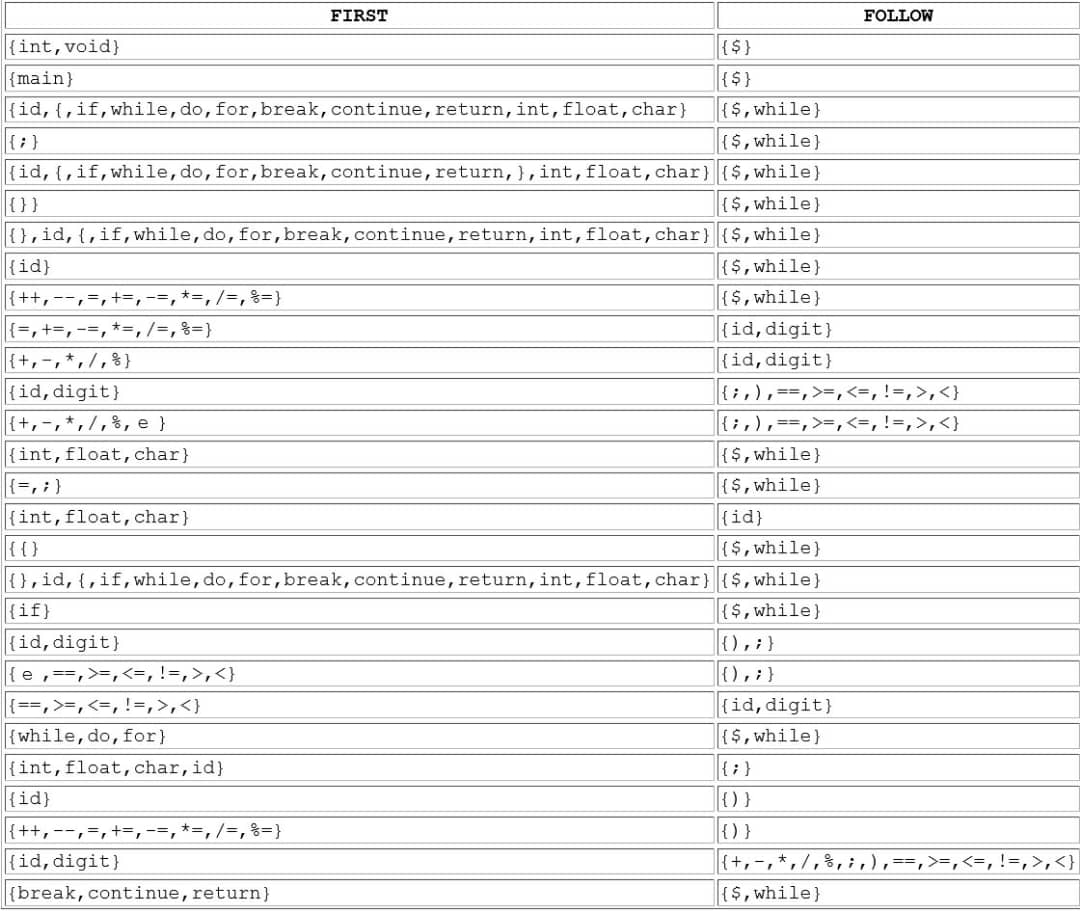 FIRST FOLLOW
{int,void} {$}
{main} {$}
{id,{,if,while,do,for,break,continue,return,int,float,char} {$,while}
{;} {$,while}
{id,{,if,while,do,for,break,continue,return,},int,float,char} {$,while}
{}} {$,while}
{},id,{,if,while,do,for,break,continue,return,int,float,char} {$,while}
{id} {$,while}
{++,--,=,+=,-=,*=,/=,%=} {$,while}
{=,+=,-=,*=,/=,%=} {id,digit}
{+,-,*,/,%} {id,digit}
{id,digit} {;,),==,>=,<=,!=,>,<}
{+,-,*,/,%, e } {;,),==,>=,<=,!=,>,<}
{int,float,char} {$,while}
{=,;} {$,while}
{int,float,char} {id}
{{} {$,while}
{},id,{,if,while,do,for,break,continue,return,int,float,char} {$,while}
{if} {$,while}
{id,digit} {),;}
{ e ,==,>=,<=,!=,>,<} {),;}
{==,>=,<=,!=,>,<} {id,digit}
{while,do,for} {$,while}
{int,float,char,id} {;}
{id} {)}
{++,--,=,+=,-=,*=,/=,%=} {)}
{id,digit} {+,-,*,/,%,;,),==,>=,<=,!=,>,<}
{break,continue,return} {$,while}